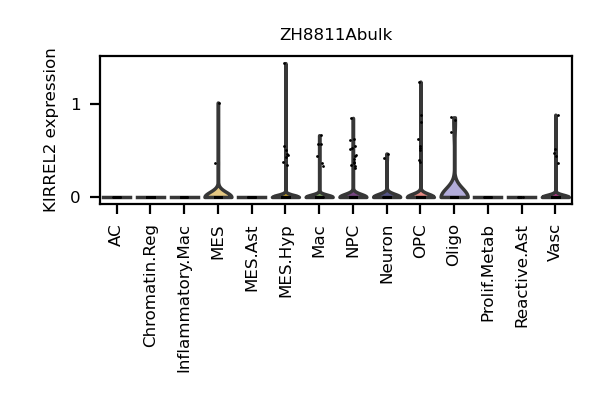 ZH8811Abulk
KIRREL2 expression
1
0
AC
Chromatin.Reg
Inflammatory.Mac
MES
MES.Ast
MES.Hyp
Mac
NPC
Neuron
OPC
Oligo
Prolif.Metab
Reactive.Ast
Vasc